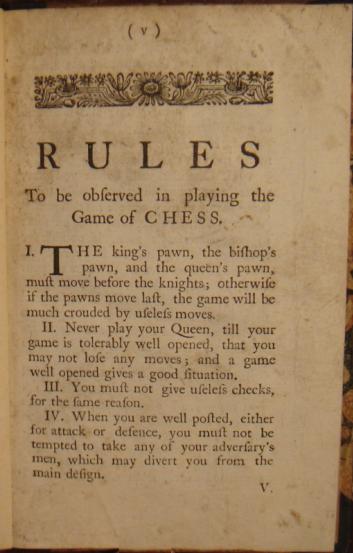 ( v )
RULES
To be obſerved in playing the
Game of CHESS.
I. THE king's pawn, the biſhop's
pawn, and the queen's pawn,
muſt move before the knights; otherwiſe
if the pawns move laſt, the game will be
much crouded by uſeleſs moves.
II. Never play your Queen, till your
game is tolerably well opened, that you
may not loſe any moves; and a game
well opened gives a good ſituation.
III. You muſt not give uſeleſs checks,
for the ſame reaſon.
IV. When you are well poſted, either
for attack or defence, you muſt not be
tempted to take any of your adverſary's
men, which may divert you from the
main deſign.
V.